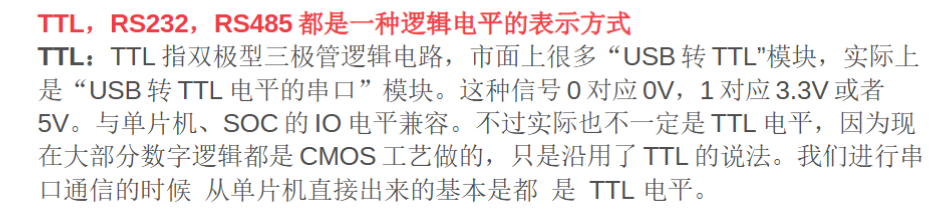 TTL，RS232，RS485 都是一种逻辑电平的表示方式
TTL：TTL 指双极型三极管逻辑电路，市面上很多“USB 转 TTL”模块，实际上
是“USB 转 TTL 电平的串口”模块。这种信号 0 对应 0V，1 对应 3.3V 或者
5V。与单片机、SOC 的 IO 电平兼容。不过实际也不一定是 TTL 电平，因为现
在大部分数字逻辑都是 CMOS 工艺做的，只是沿用了 TTL 的说法。我们进行串
口通信的时候 从单片机直接出来的基本是都 是 TTL 电平。